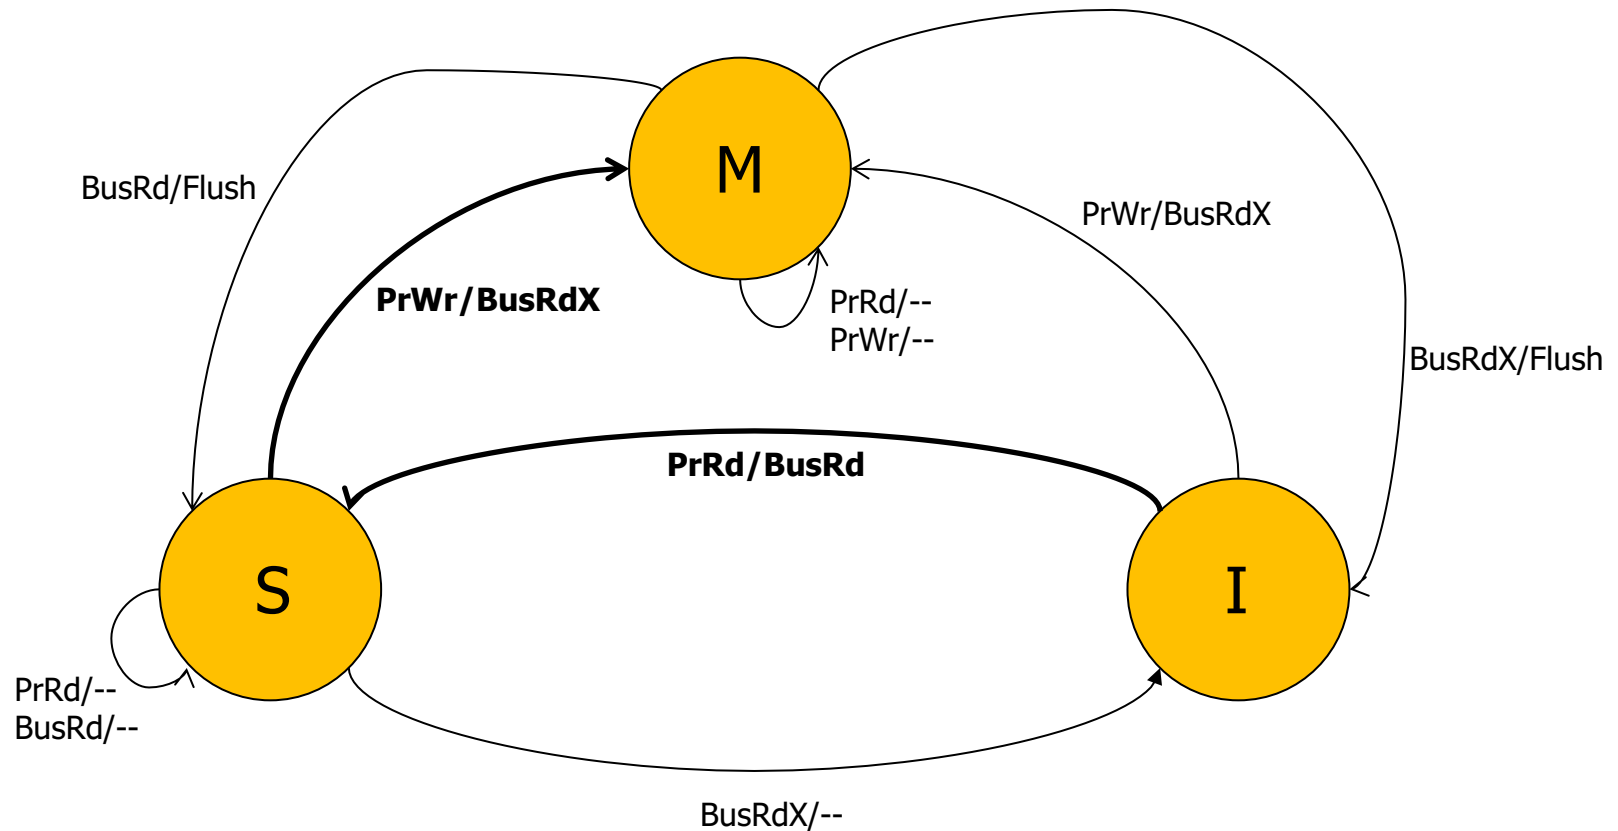 M
BusRd/Flush
PrWr/BusRdX
PrWr/BusRdX
PrRd/--
PrWr/--
BusRdX/Flush
PrRd/BusRd
S
I
PrRd/--
BusRd/--
BusRdX/--